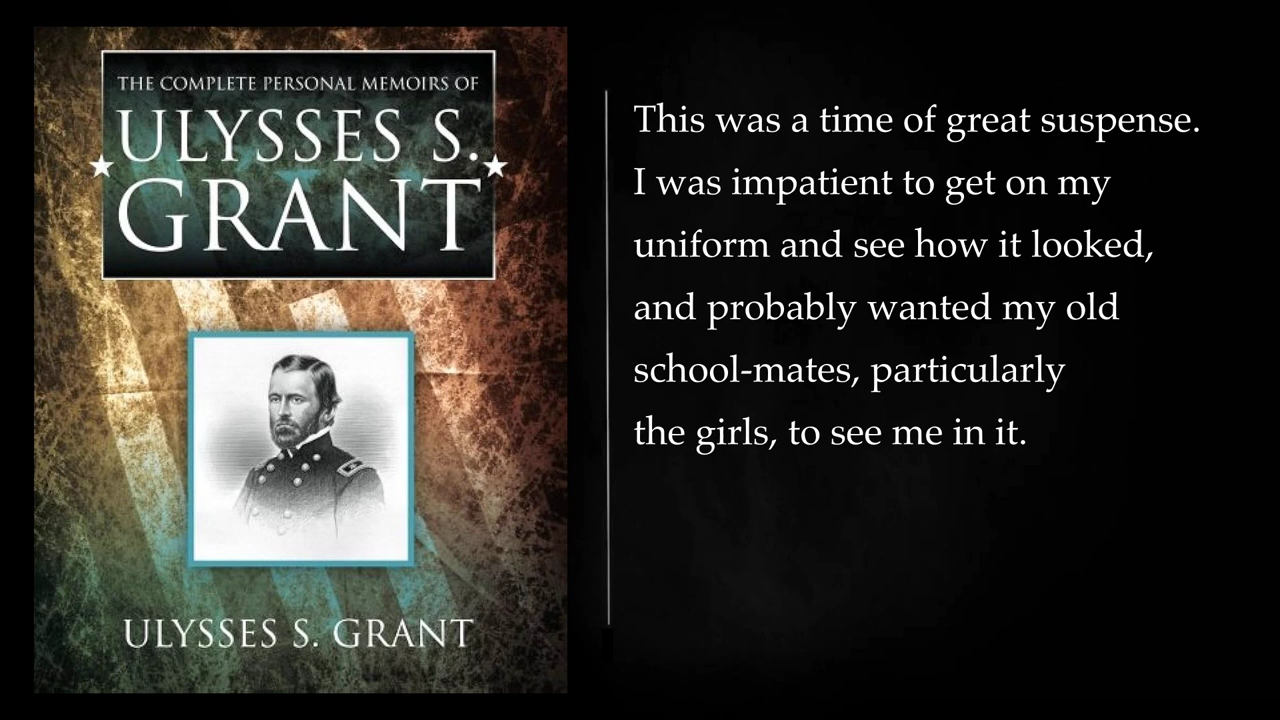 THE COMPLETE PERSONAL MEMOIRS OF
ULYSSES S.
GRANT
ULYSSES S. GRANT
This was a time of great suspense.
I was impatient to get on my
uniform and see how it looked,
and probably wanted my old
school-mates, particularly
the girls, to see me in it.